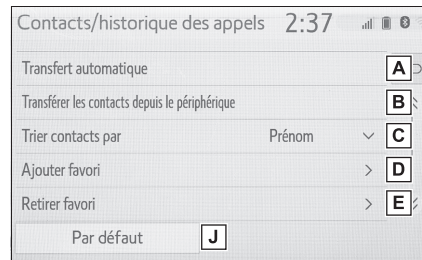 Contacts/historique des appels 2:37
Transfert automatique A
Transférer les contacts depuis le périphérique B
Trier contacts par Prénom C
Ajouter favori D
Retirer favori E
Par défaut J